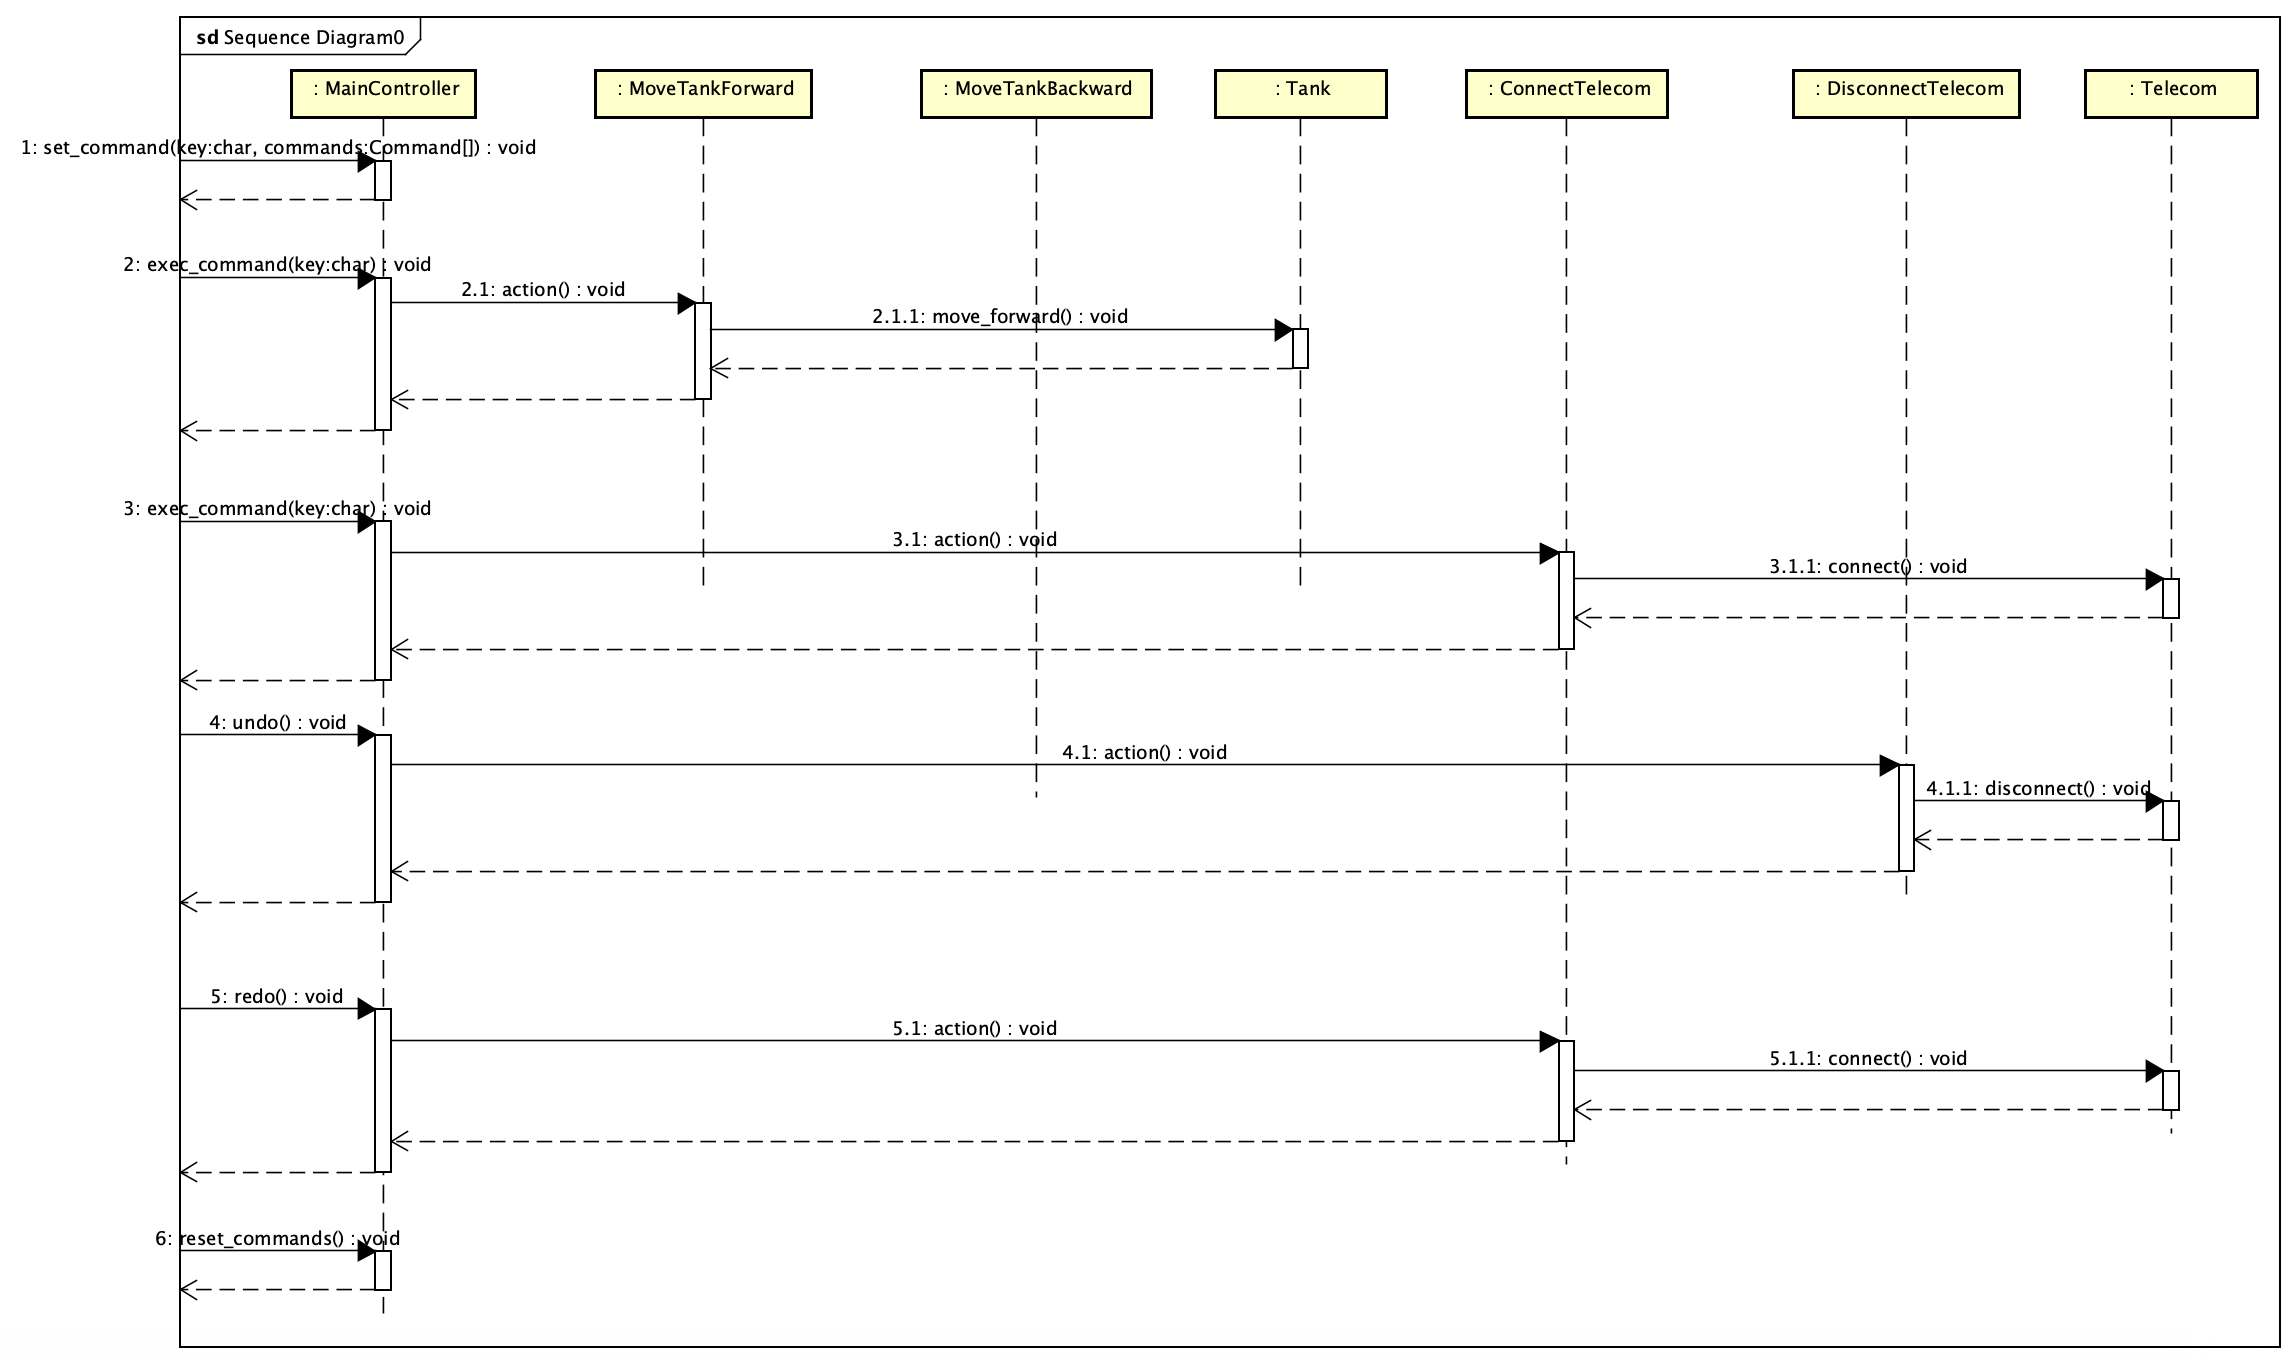 sd Sequence Diagram0
: MainController
: MoveTankForward
: MoveTankBackward
: Tank
: ConnectTelecom
: DisconnectTelecom
: Telecom
1: set_command(key:char, commands:Command[]) : void
2: exec_command(key:char) : void
2.1: action() : void
2.1.1: move_forward() : void
3: exec_command(key:char) : void
3.1: action() : void
3.1.1: connect() : void
4: undo() : void
4.1: action() : void
4.1.1: disconnect() : void
5: redo() : void
5.1: action() : void
5.1.1: connect() : void
6: reset_commands() : void